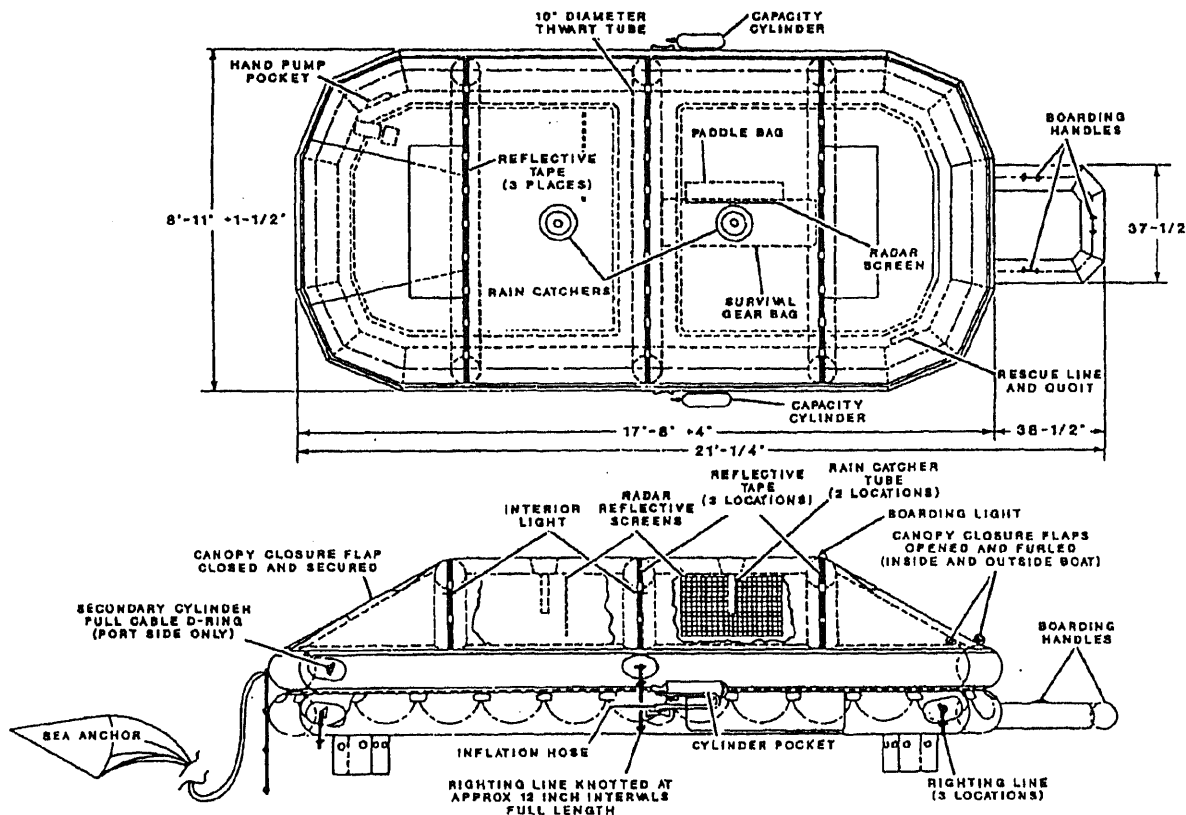 10" DIAMETER
THWART TUBE
CAPACITY
CYLINDER
HAND PUMP
POCKET
BOARDING
HANDLES
PADDLE BAG
REFLECTIVE
TAPE
(3 PLACES)
8'-11" +1-1/2"
37-1/2
RADAR
SCREEN
RAIN CATCHERS
SURVIVAL
GEAR BAG
RESCUE LINE
AND QUOIT
CAPACITY
CYLINDER
17"-8" +4"
38-1/2"
21'-1/4"
REFLECTIVE
TAPE
(3 LOCATIONS)
RAIN CATCHER
TUBE
(2 LOCATIONS)
INTERIOR
LIGHT
RADAR
REFLECTIVE
SCREENS
BOARDING LIGHT
CANOPY CLOSURE FLAP
CLOSED AND SECURED
CANOPY CLOSURE FLAPS
OPENED AND FURLED
(INSIDE AND OUTSIDE BOAT)
SECONDARY CYLINDER
FULL CABLE D-RING
(PORT SIDE ONLY)
BOARDING
HANDLES
SEA ANCHOR
INFLATION HOSE
CYLINDER POCKET
RIGHTING LINE KNOTTED AT
APPROX 12 INCH INTERVALS
FULL LENGTH
RIGHTING LINE
(3 LOCATIONS)